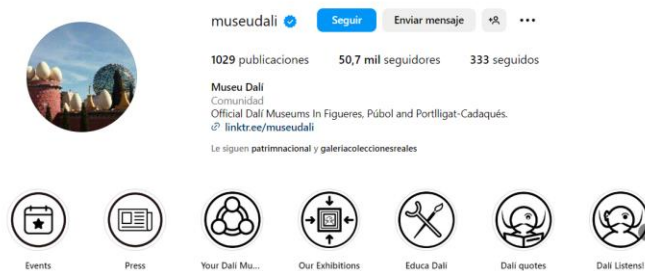 museudali Seguir Enviar mensaje
1029 publicaciones 50,7 mil seguidores 333 seguidos
Museu Dalí
Comunidad
Official Dalí Museums In Figueres, Púbol and Portlligat-Cadaqués.
linktr.ee/museudali
Le siguen patrimnacional y galeriacoleccionesreales
Events Press Your Dalí Mu... Our Exhibitions Educa Dalí Dalí quotes Dalí Listens!